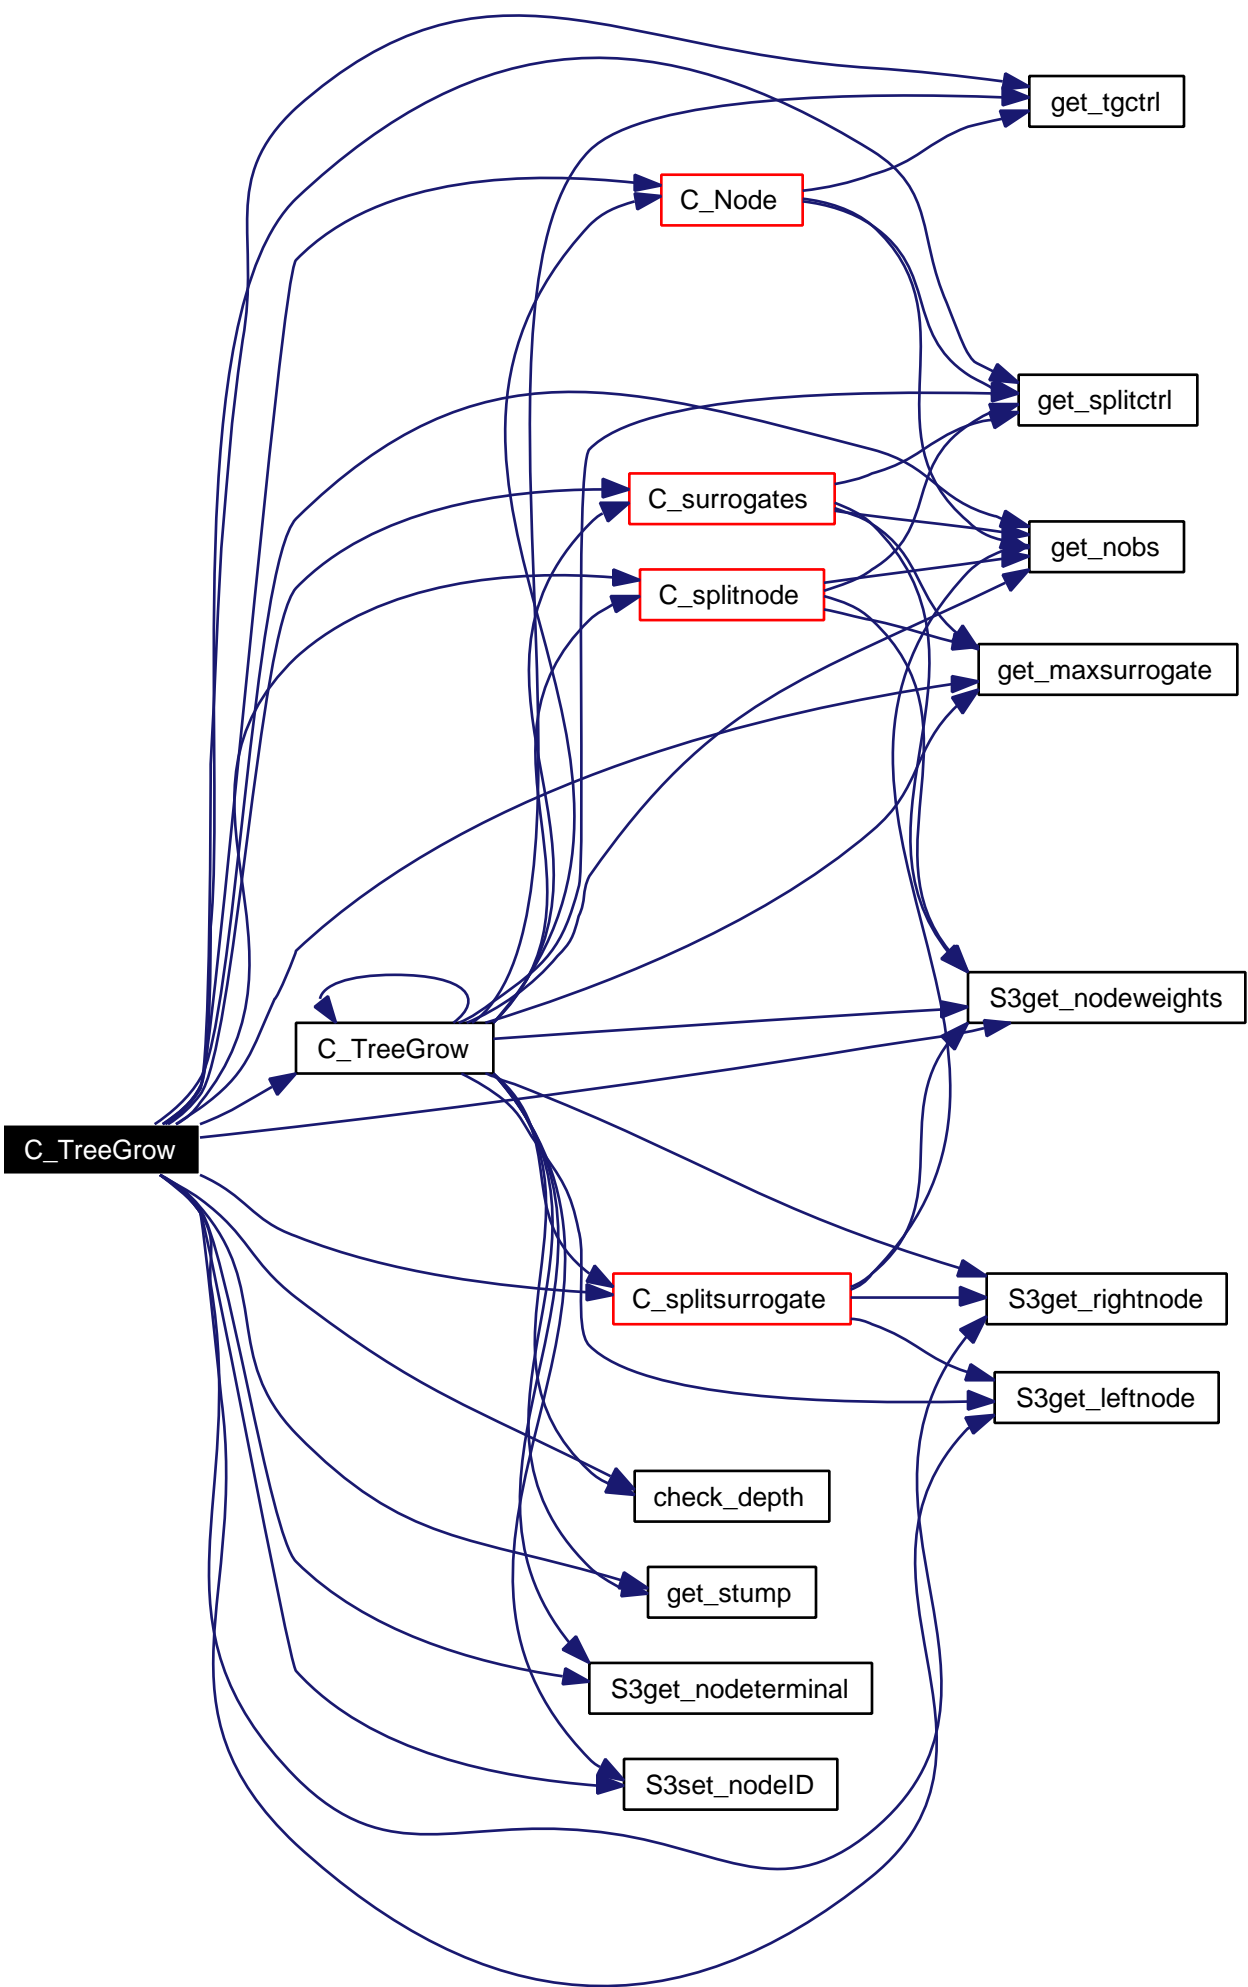 get_tgctrl
C_Node
get_splitctrl
C_surrogates
get_nobs
C_splitnode
get_maxsurrogate
S3get_nodeweights
C_TreeGrow
C_TreeGrow
C_splitsurrogate
S3get_rightnode
S3get_leftnode
check_depth
get_stump
S3get_nodeterminal
S3set_nodeID